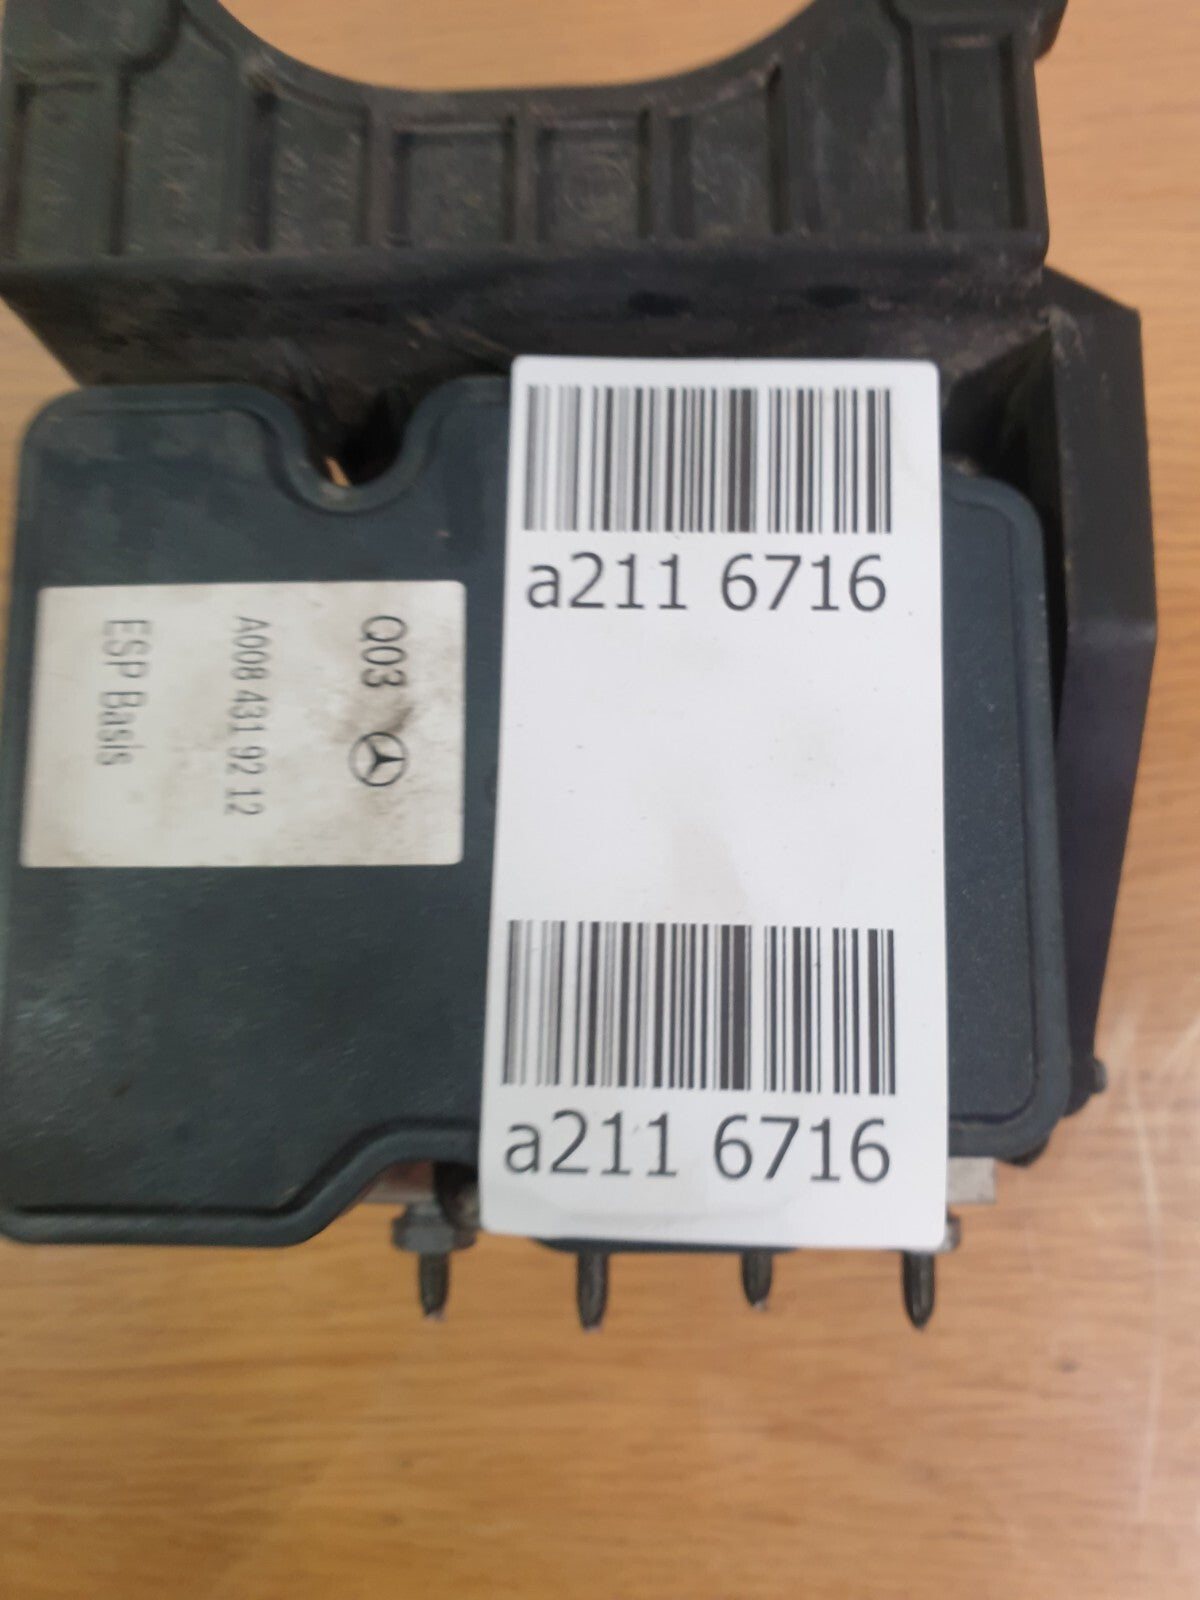 Q03
A008 431 92 12
ESP Basis
a211 6716
a211 6716